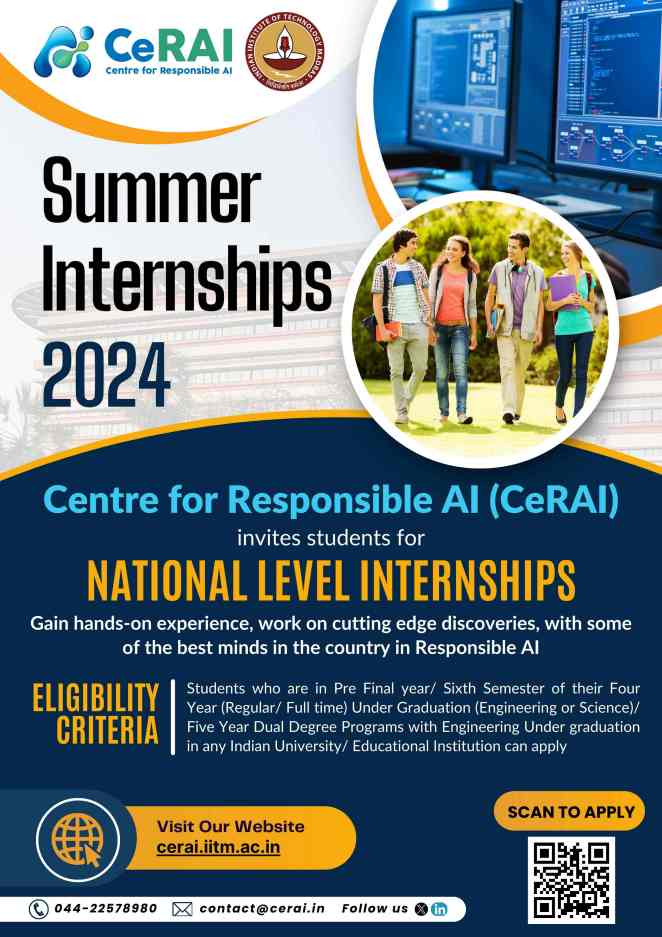 CeRAI
Centre for Responsible AI
INDIAN INSTITUTE OF TECHNOLOGY MADRAS
Summer
Internships
2024
Centre for Responsible AI (CeRAI)
invites students for
NATIONAL LEVEL INTERNSHIPS
Gain hands-on experience, work on cutting edge discoveries, with some
of the best minds in the country in Responsible AI
ELIGIBILITY
CRITERIA
Students who are in Pre Final year/ Sixth Semester of their Four
Year (Regular/ Full time) Under Graduation (Engineering or Science)/
Five Year Dual Degree Programs with Engineering Under graduation
in any Indian University/ Educational Institution can apply
Visit Our Website
cerai.iitm.ac.in
SCAN TO APPLY
044-22578980 contact@cerai.in Follow us